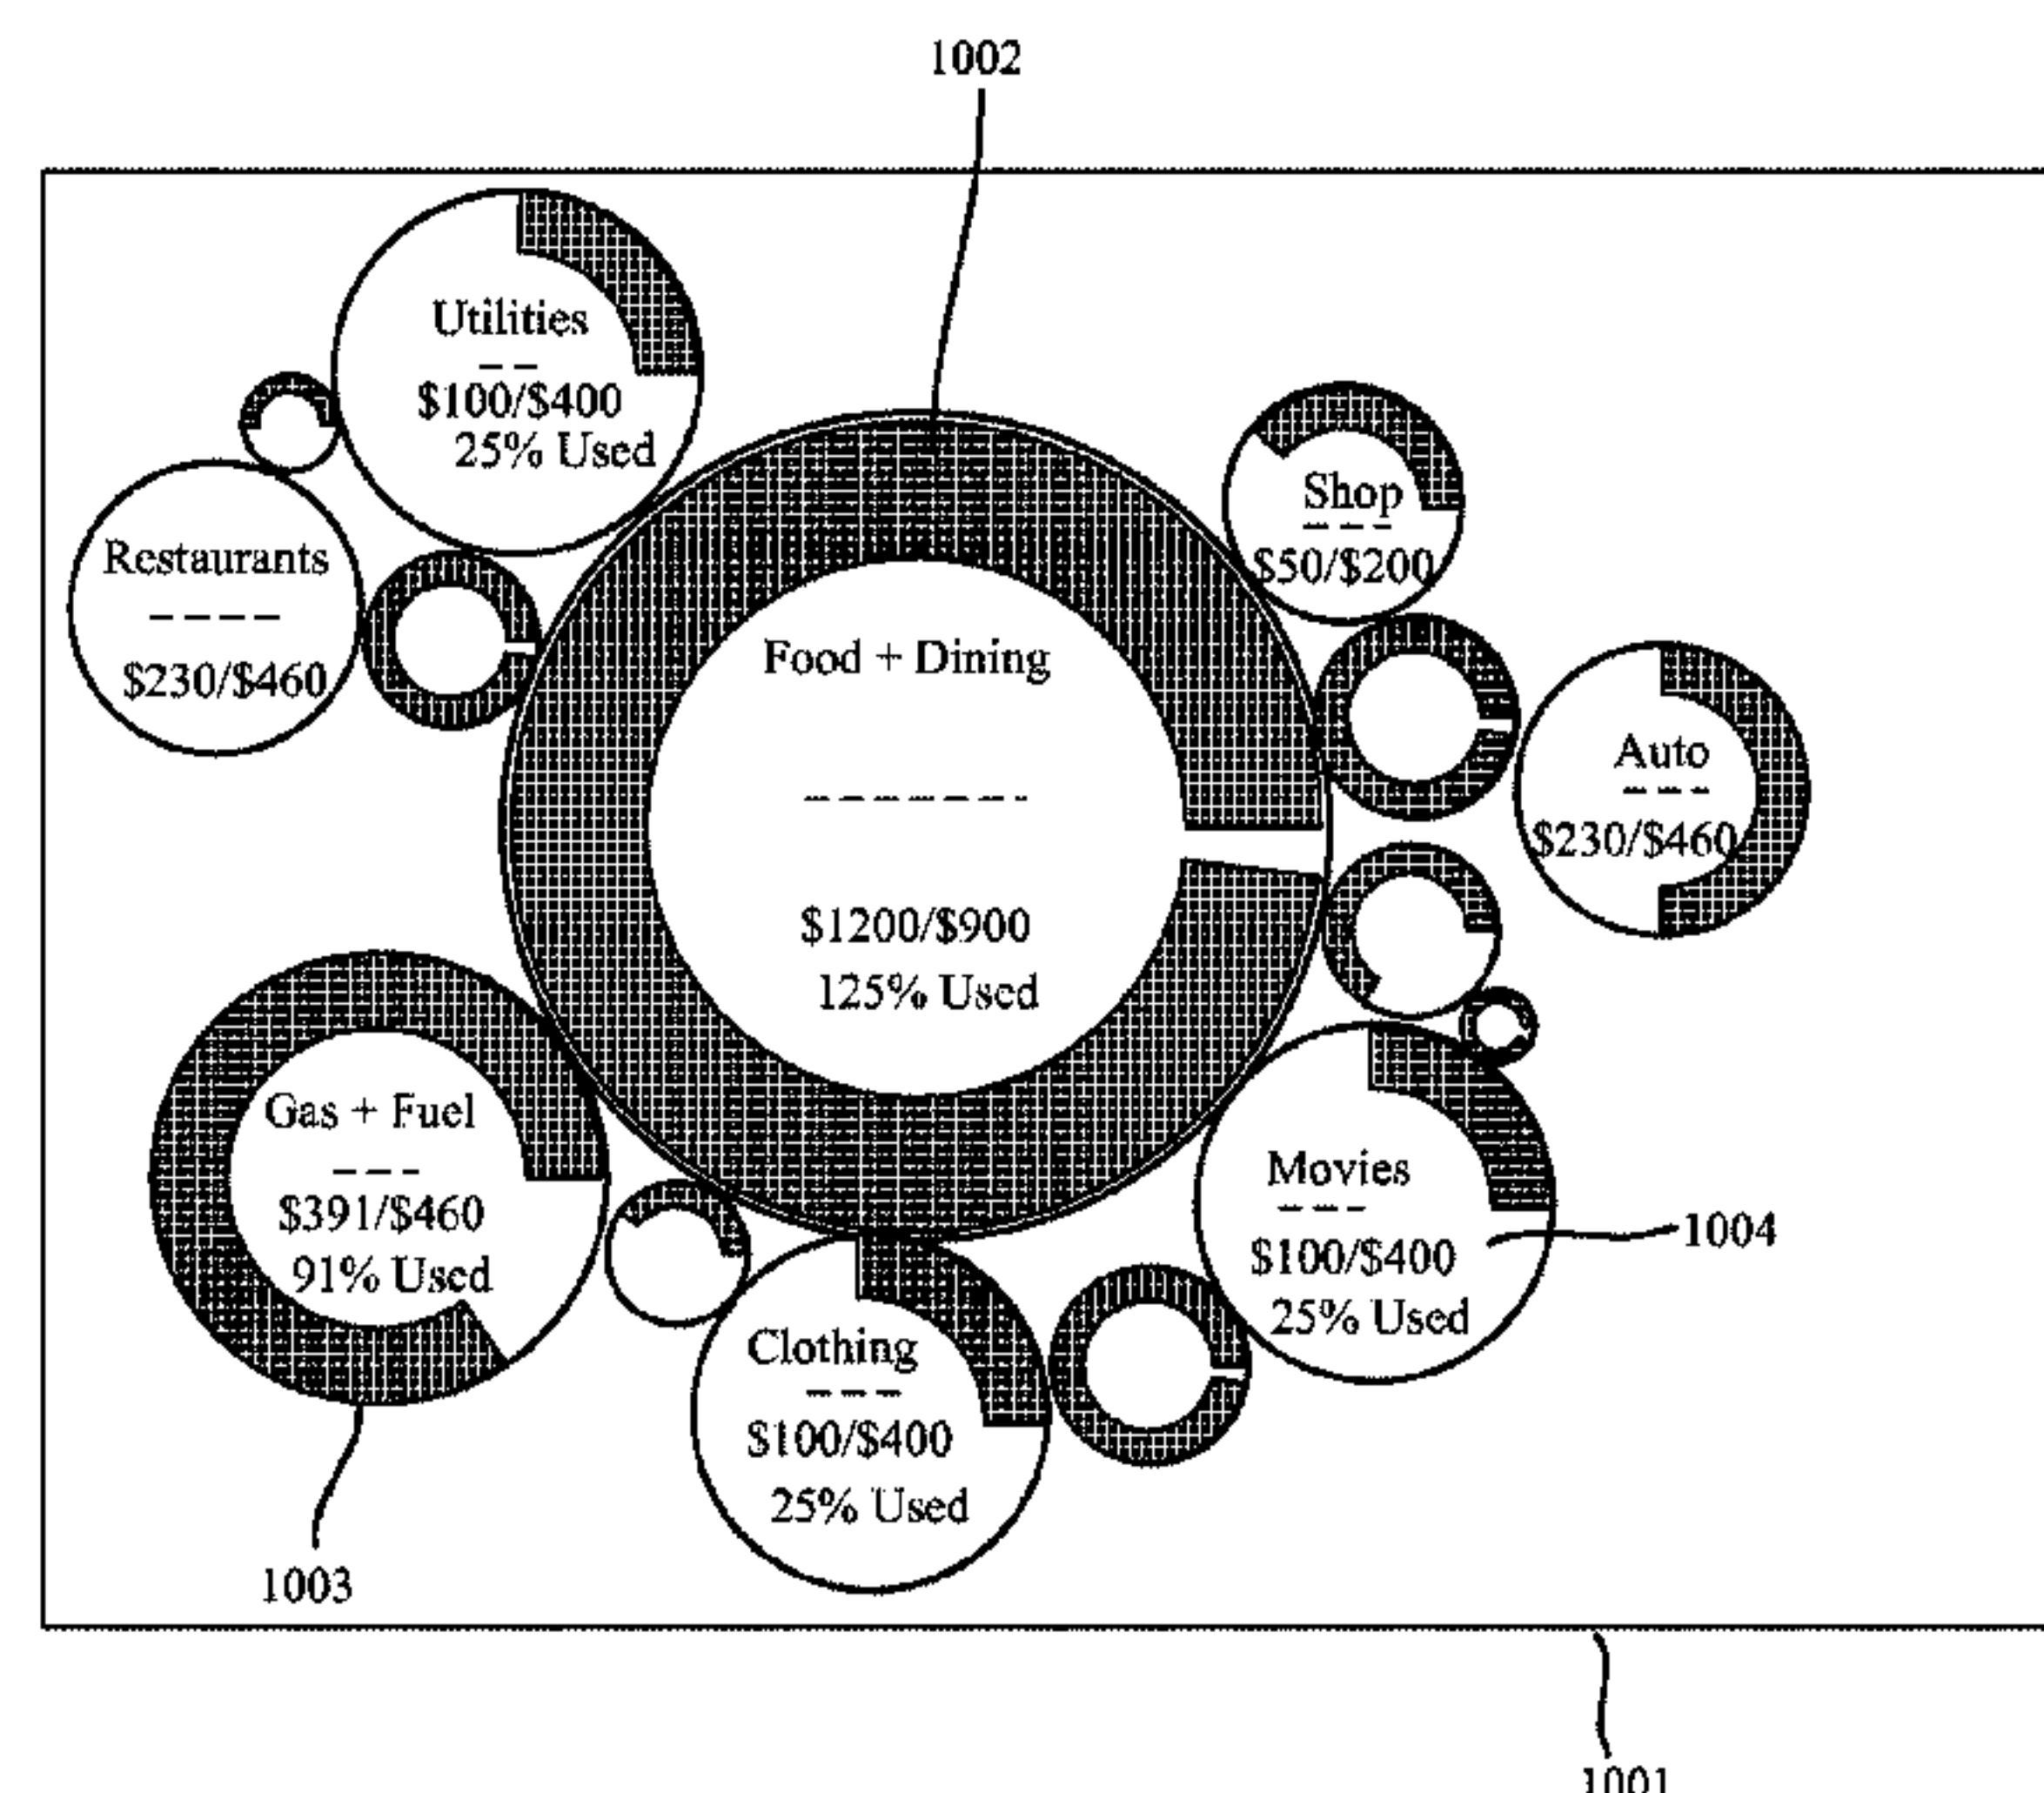 1002
Utilities
$100/$400
25% Used
Shop
$50/$200
Restaurants
$230/$460
Food + Dining
$1200/$900
125% Used
Auto
$230/$460
Gas + Fuel
$391/$460
91% Used
Movies
$100/$400
25% Used
1004
Clothing
$100/$400
25% Used
1003
1001